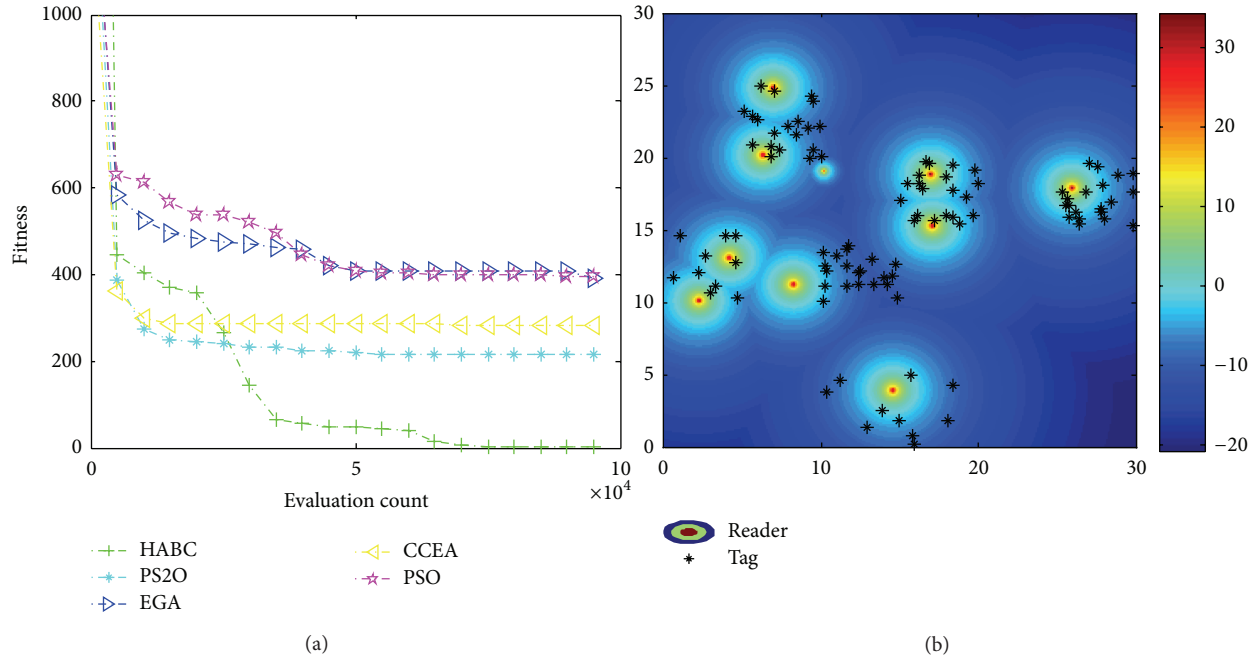 1000
800
600
400
200
0
Fitness
0 5 10
×10^4
Evaluation count
HABC
PS2O
EGA
CCEA
PSO
(a)
30
25
20
15
10
5
0
0 10 20 30
30
20
10
0
−10
−20
Reader
Tag
(b)